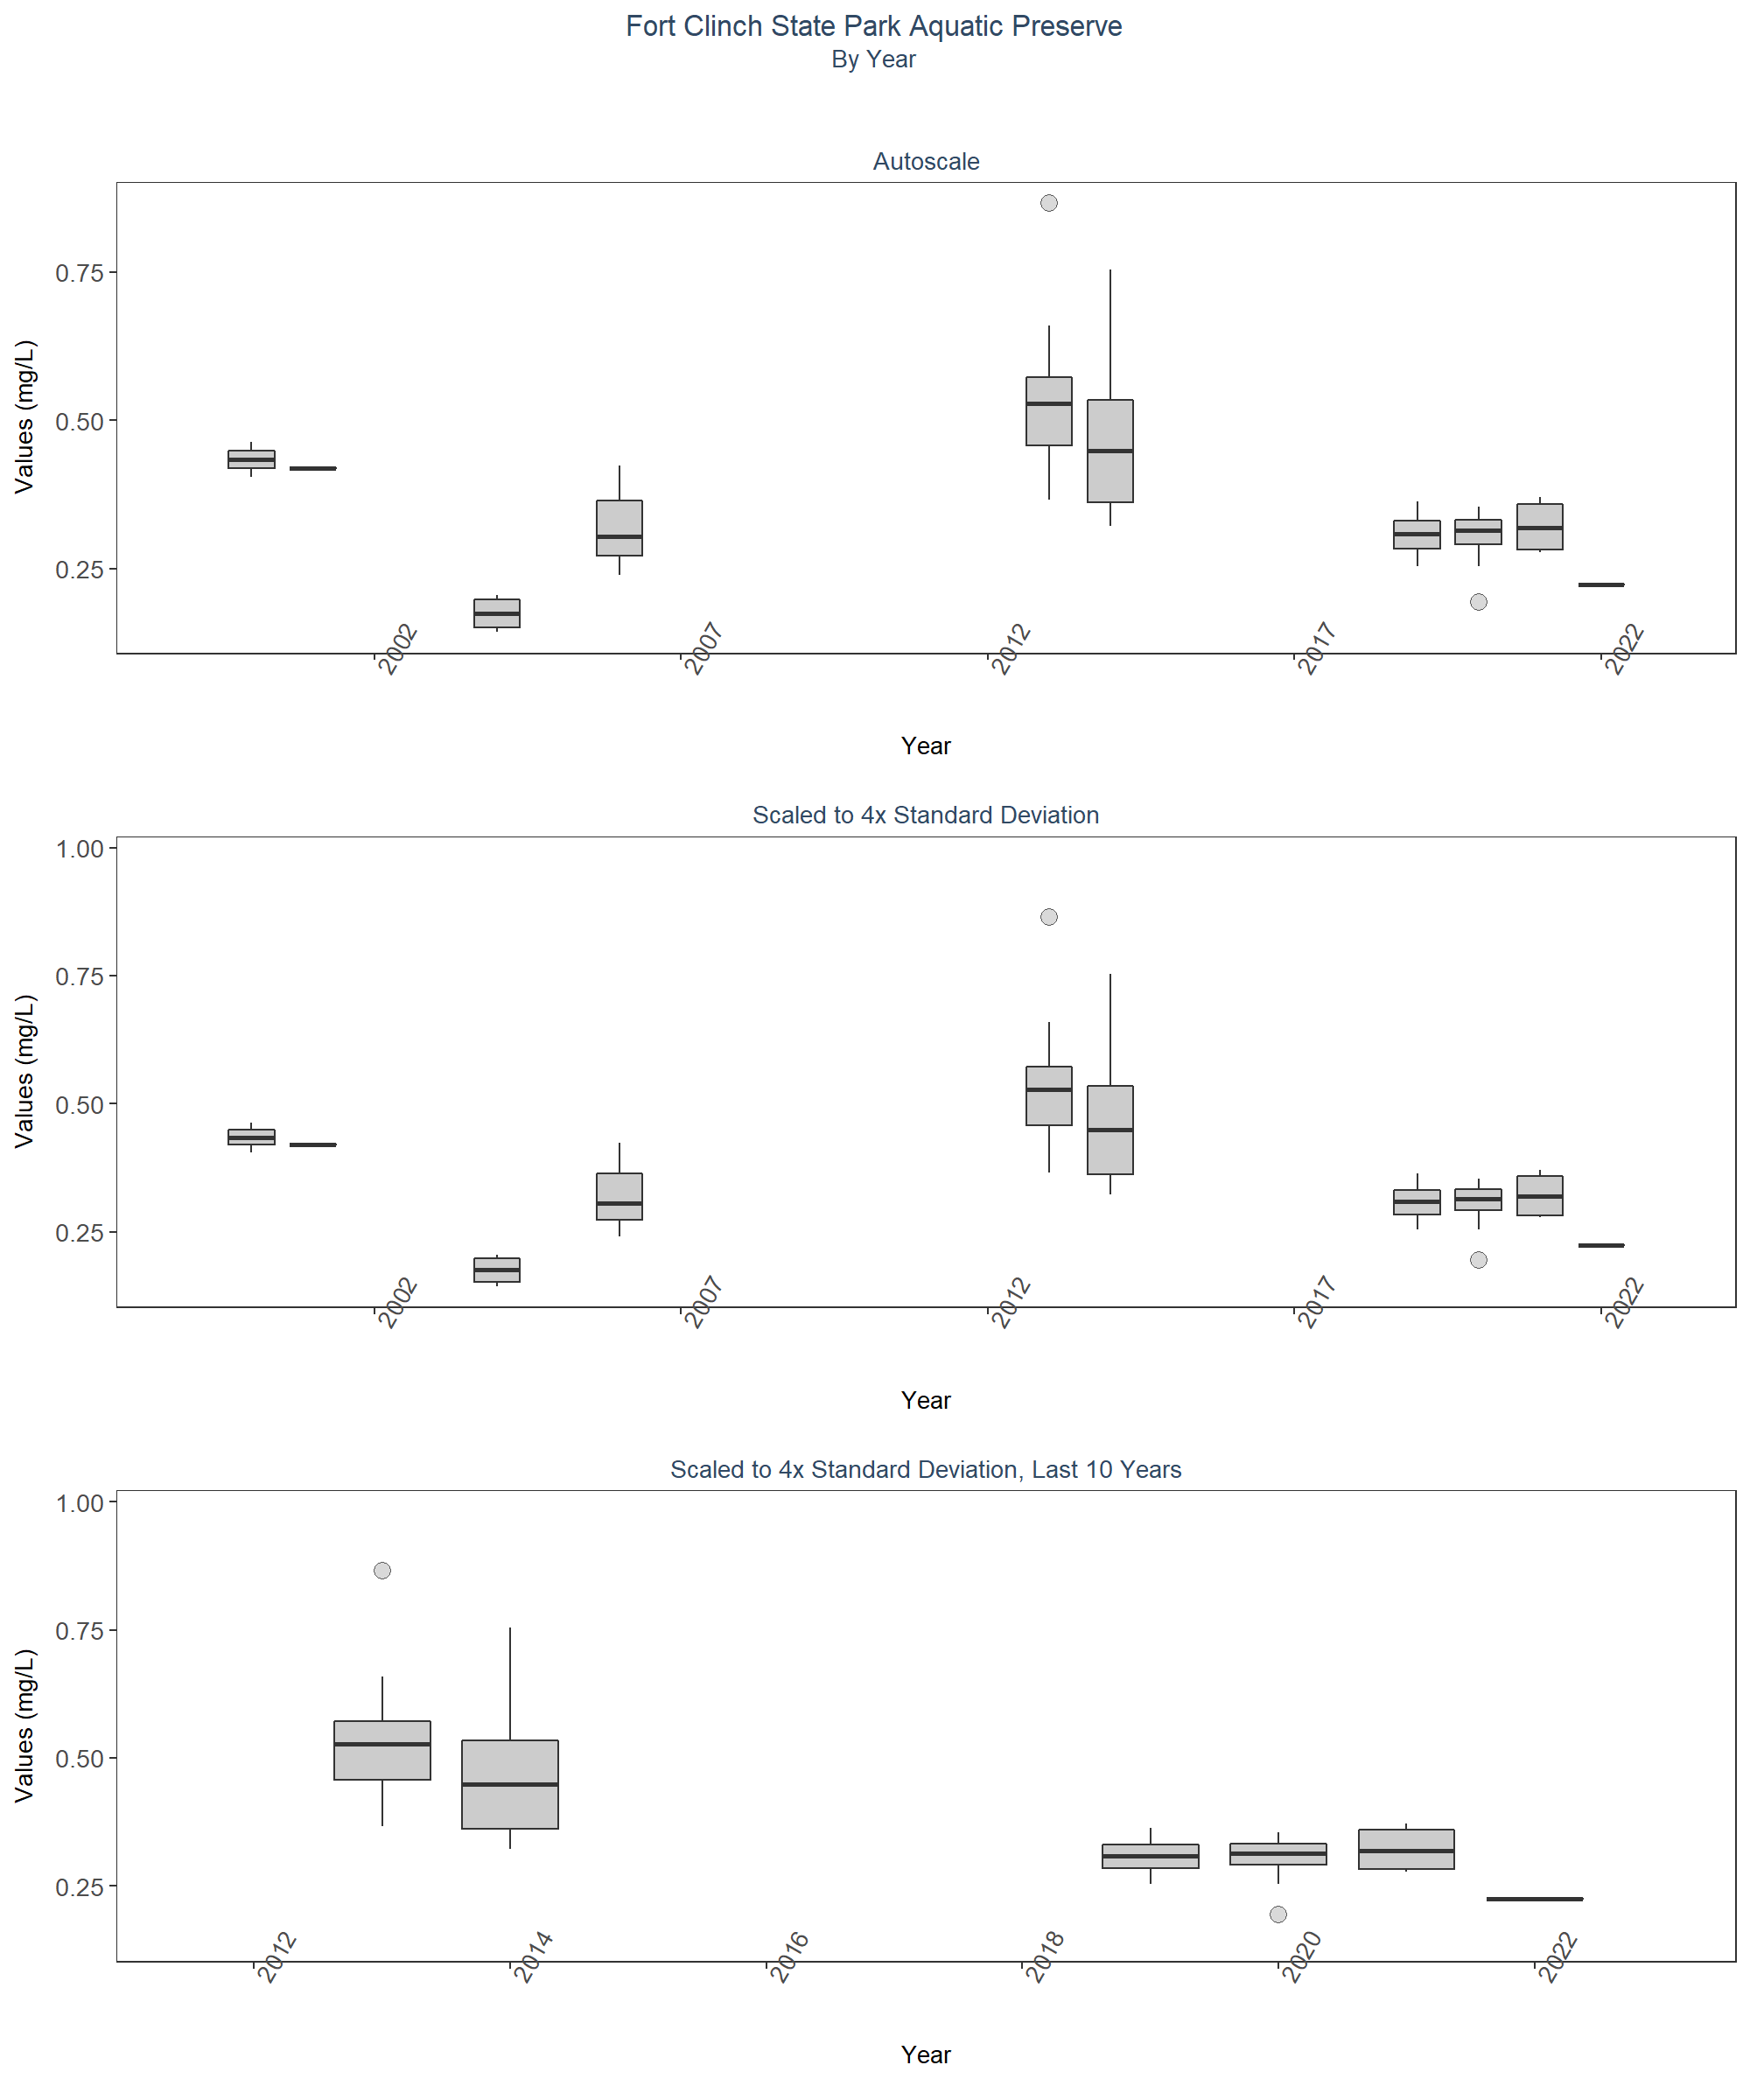 Fort Clinch State Park Aquatic Preserve
By Year
Autoscale
Values (mg/L)
0.75
0.50
0.25
2002 2007 2012 2017 2022
Year
Scaled to 4x Standard Deviation
Values (mg/L)
1.00
0.75
0.50
0.25
2002 2007 2012 2017 2022
Year
Scaled to 4x Standard Deviation, Last 10 Years
Values (mg/L)
1.00
0.75
0.50
0.25
2012 2014 2016 2018 2020 2022
Year